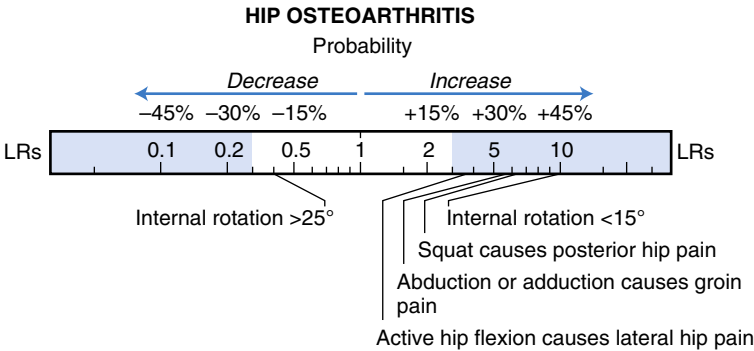 HIP OSTEOARTHRITIS
Probability
Decrease Increase
–45% –30% –15% +15% +30% +45%
LRs 0.1 0.2 0.5 1 2 5 10 LRs
Internal rotation >25° Internal rotation <15°
Squat causes posterior hip pain
Abduction or adduction causes groin
pain
Active hip flexion causes lateral hip pain